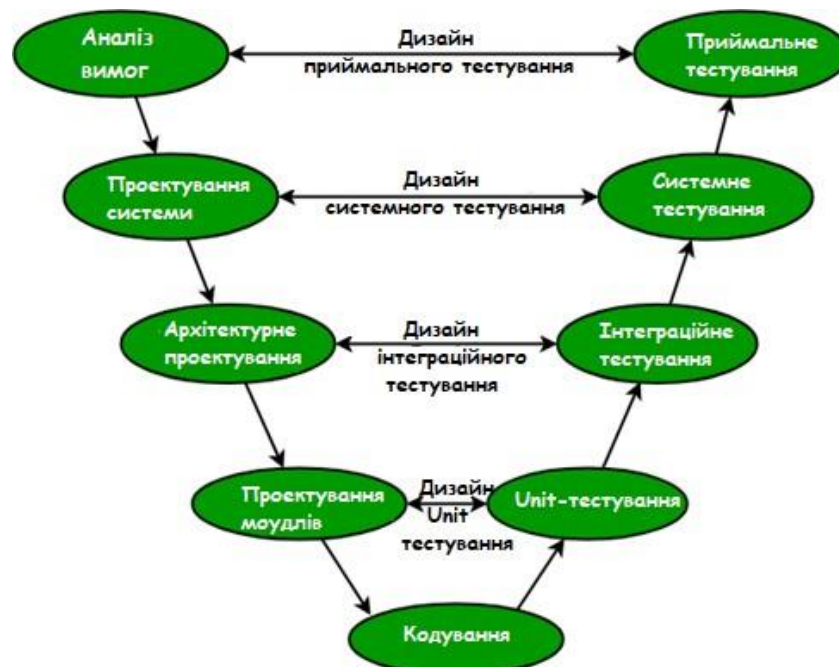 Аналіз
вимог
Дизайн
приймального тестування
Приймальне
тестування
Проектування
системи
Дизайн
системного тестування
Системне
тестування
Архітектурне
проектування
Дизайн
інтеграційного
тестування
Інтеграційне
тестування
Проектування
моудлів
Дизайн
Unit
тестування
Unit-тестування
Кодування